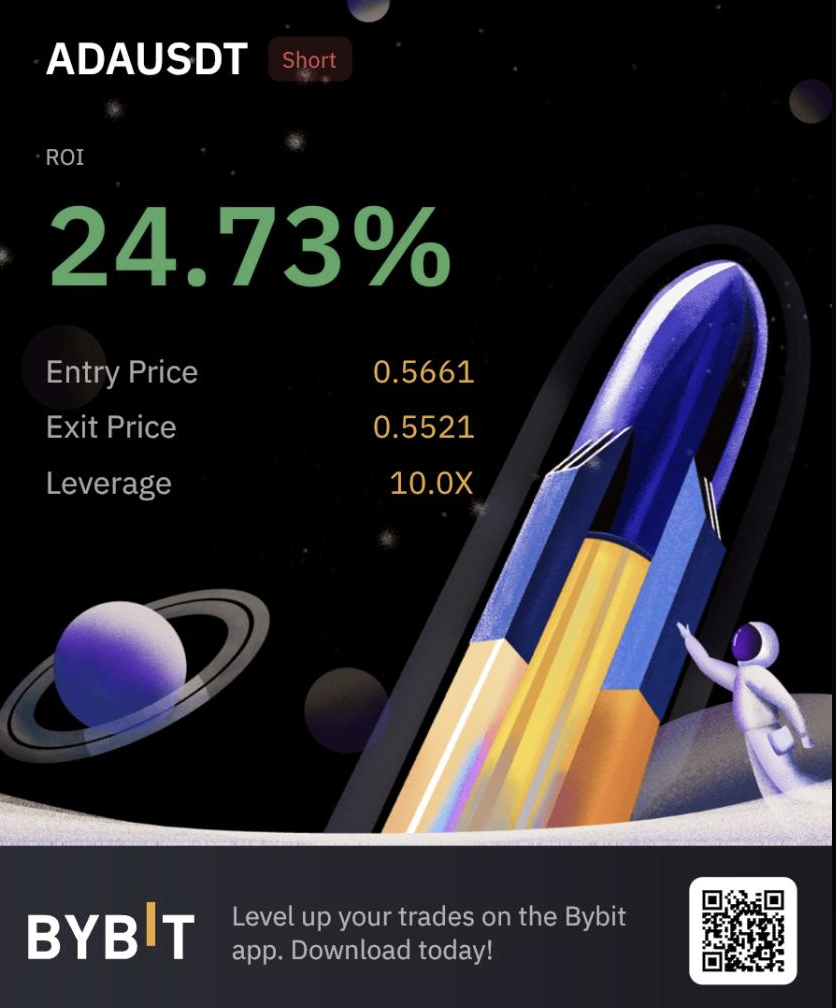 ADAUSDT Short
ROI
24.73%
Entry Price 0.5661
Exit Price 0.5521
Leverage 10.0X
BYBIT
Level up your trades on the Bybit
app. Download today!